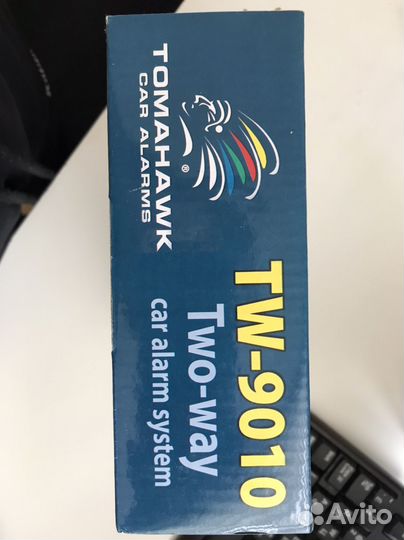 TOMAHAWK
CAR ALARMS
®
TW-9010
Two-way
car alarm system
Avito